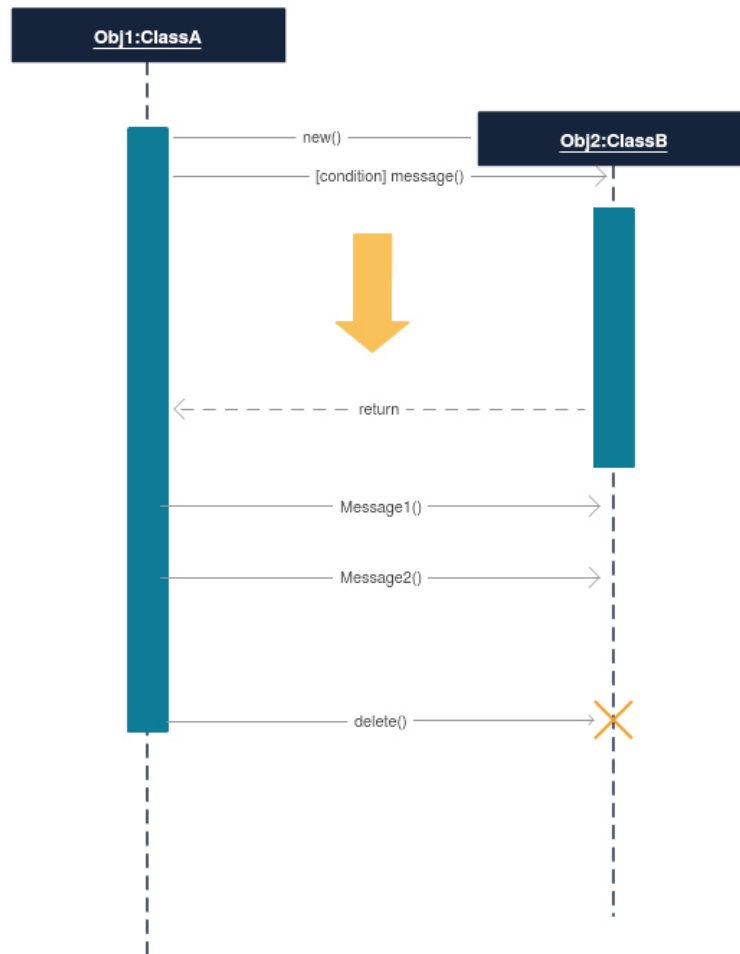 Obj1:ClassA
new()
Obj2:ClassB
[condition] message()
return
Message1()
Message2()
delete()